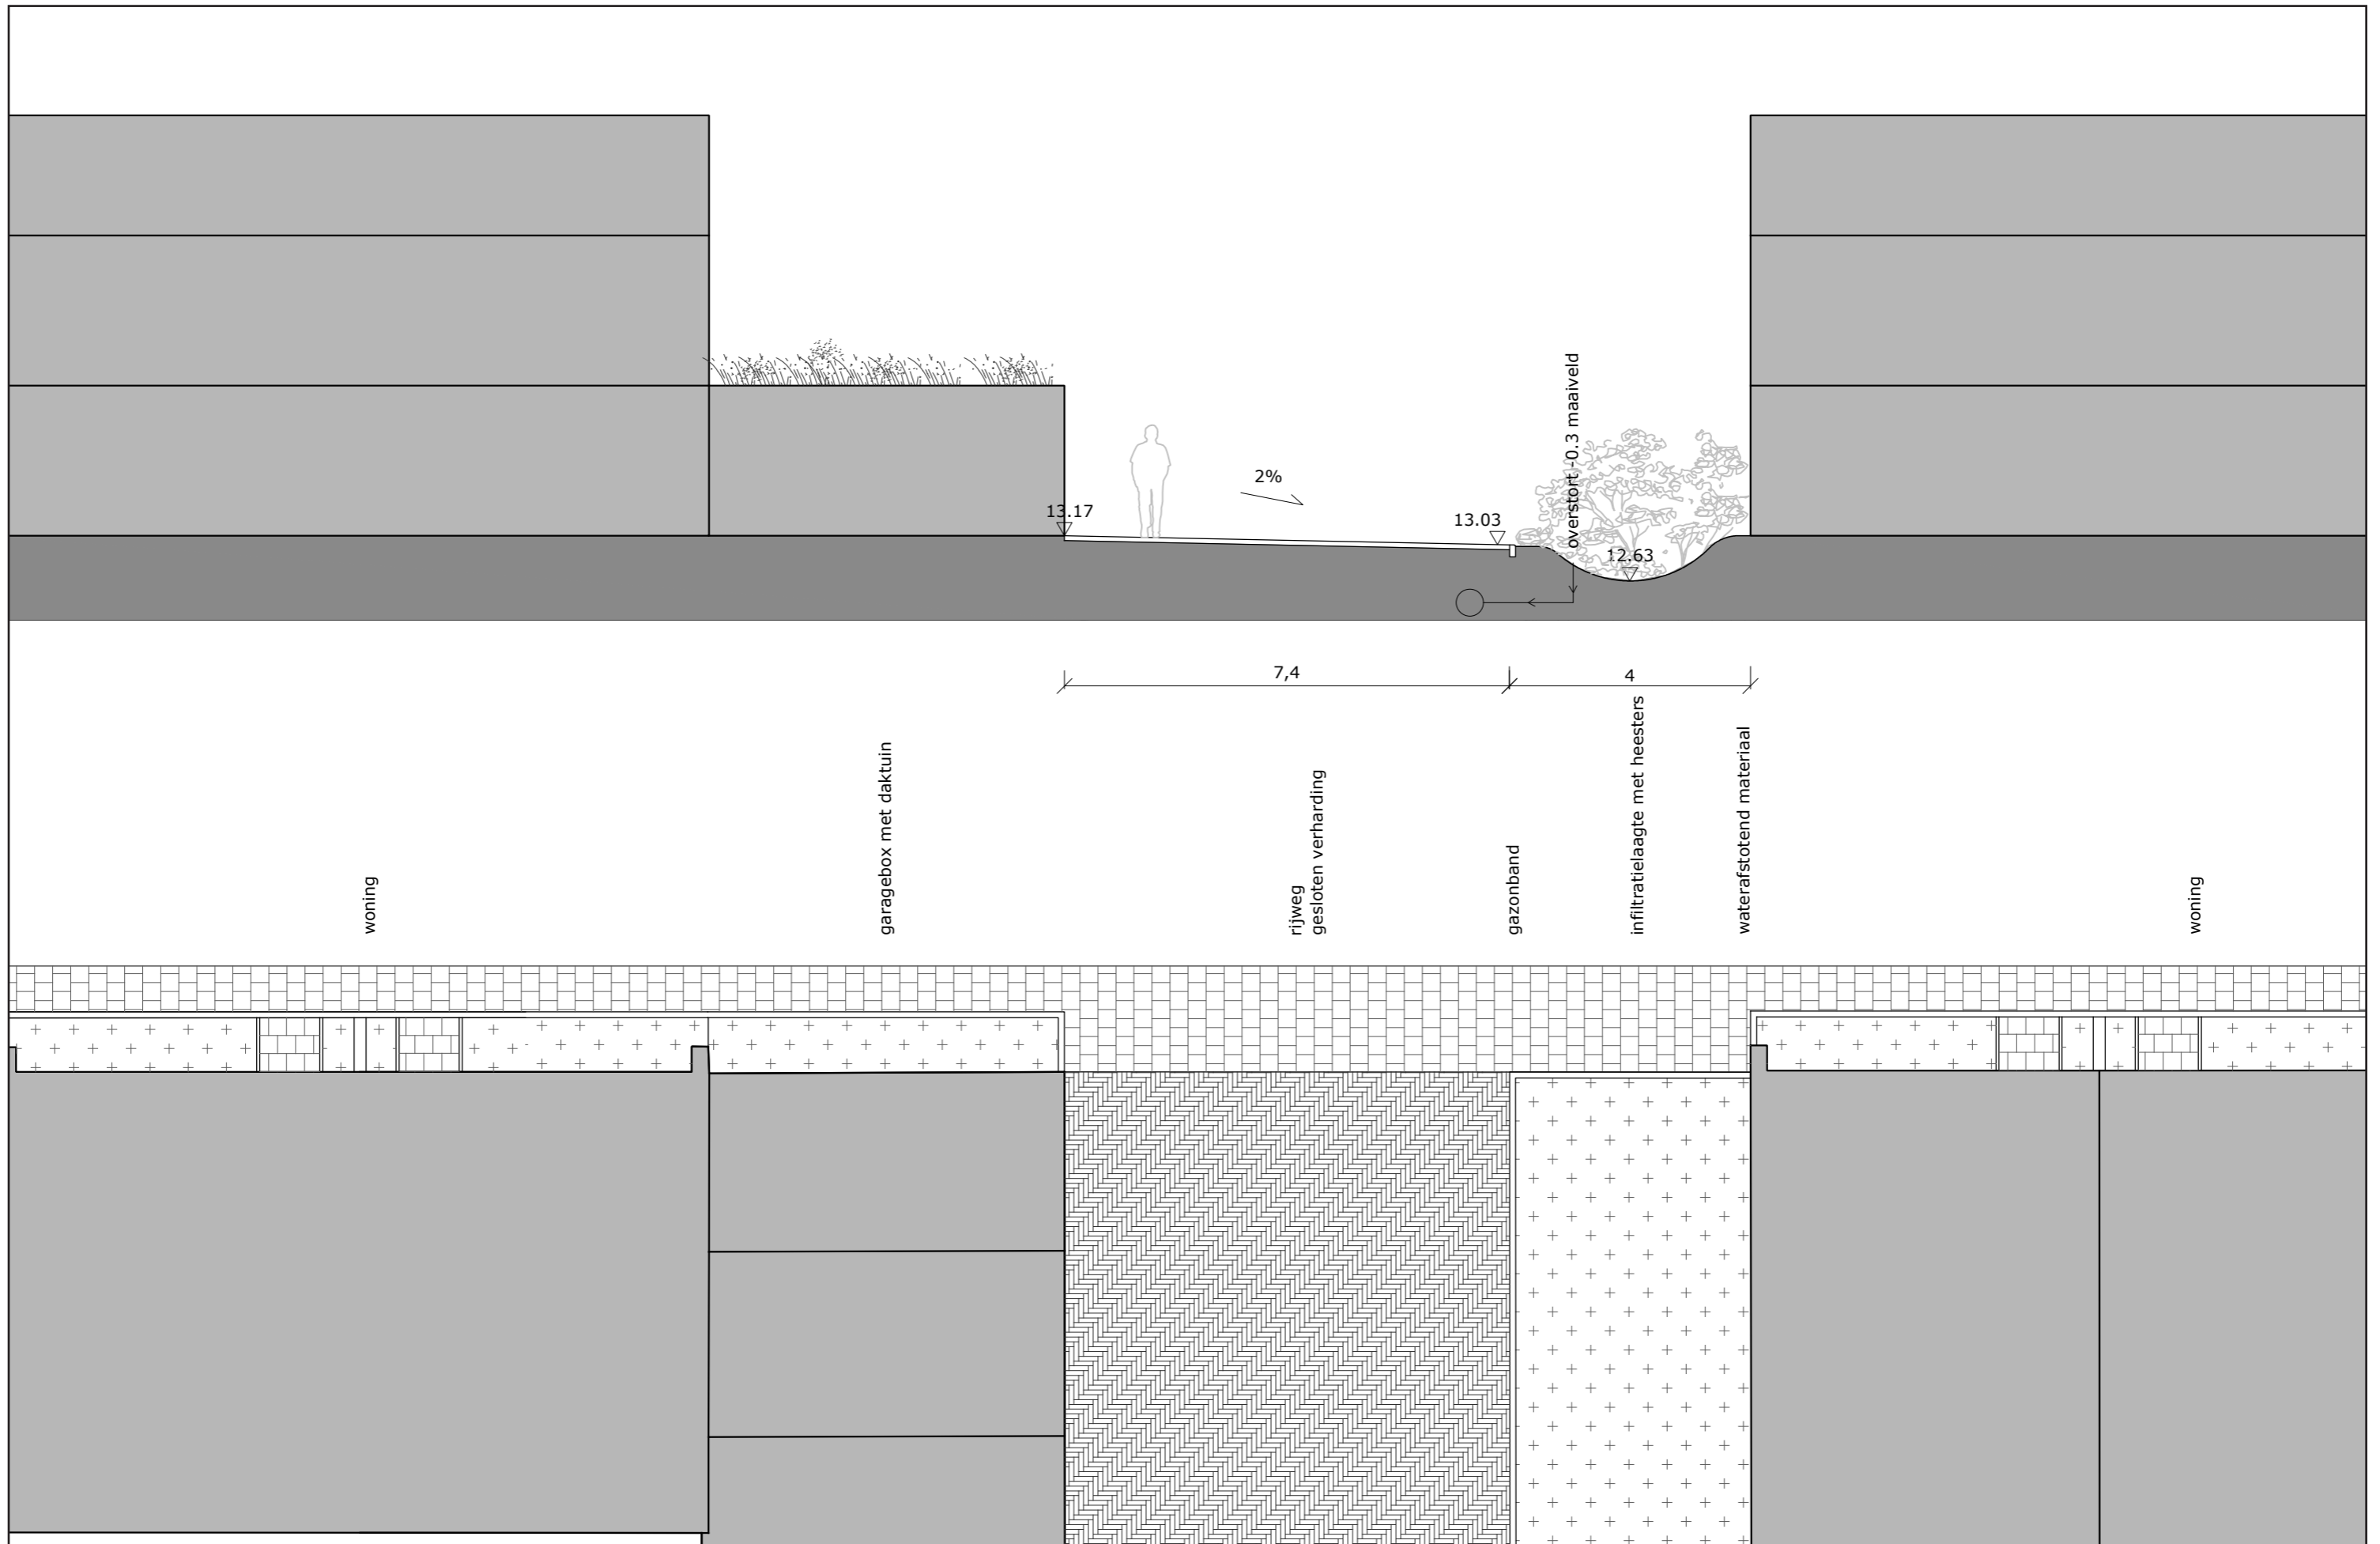 overstort -0.3 maaiveld
2%
13.17
13.03
12.63
7,4
4
woning
garagebox met daktuin
rijweg
gesloten verharding
gazonband
infiltratielaagte met heesters
waterafstotend materiaal
woning